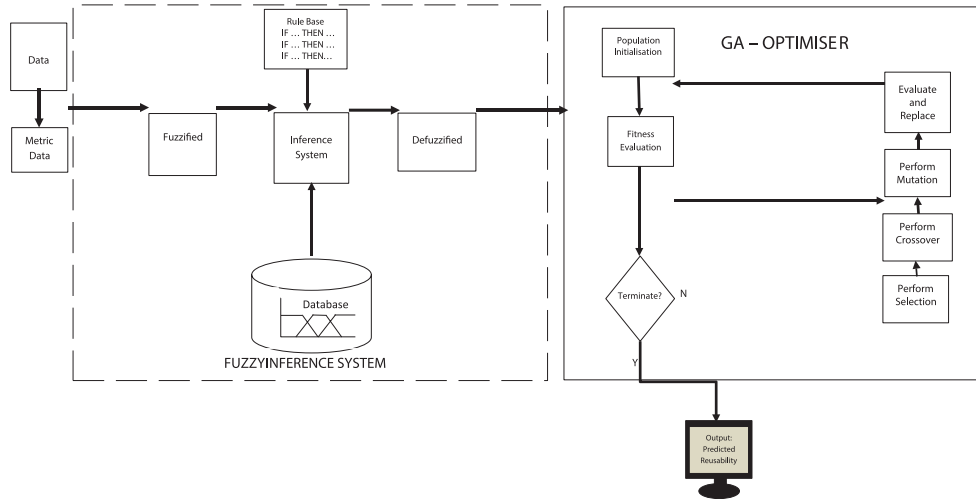 Data
Metric
Data
Rule Base
IF ... THEN ...
IF ... THEN ...
IF ... THEN...
Fuzzified
Inference
System
Defuzzified
Database
FUZZYINFERENCE SYSTEM
GA – OPTIMISER
Population
Initialisation
Fitness
Evaluation
Terminate?
N
Y
Evaluate
and
Replace
Perform
Mutation
Perform
Crossover
Perform
Selection
Output:
Predicted
Reusability